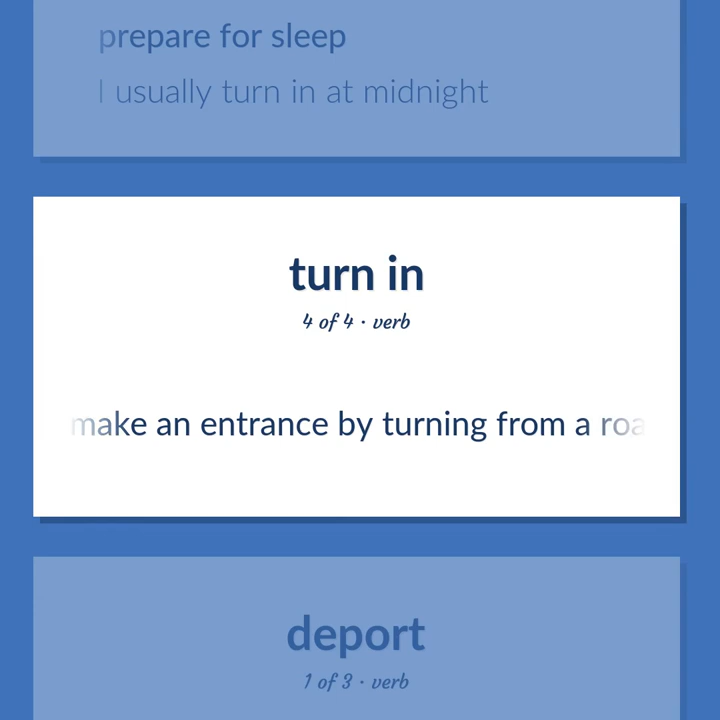 prepare for sleep
I usually turn in at midnight
turn in
4 of 4 · verb
make an entrance by turning from a
deport
1 of 3 · verb